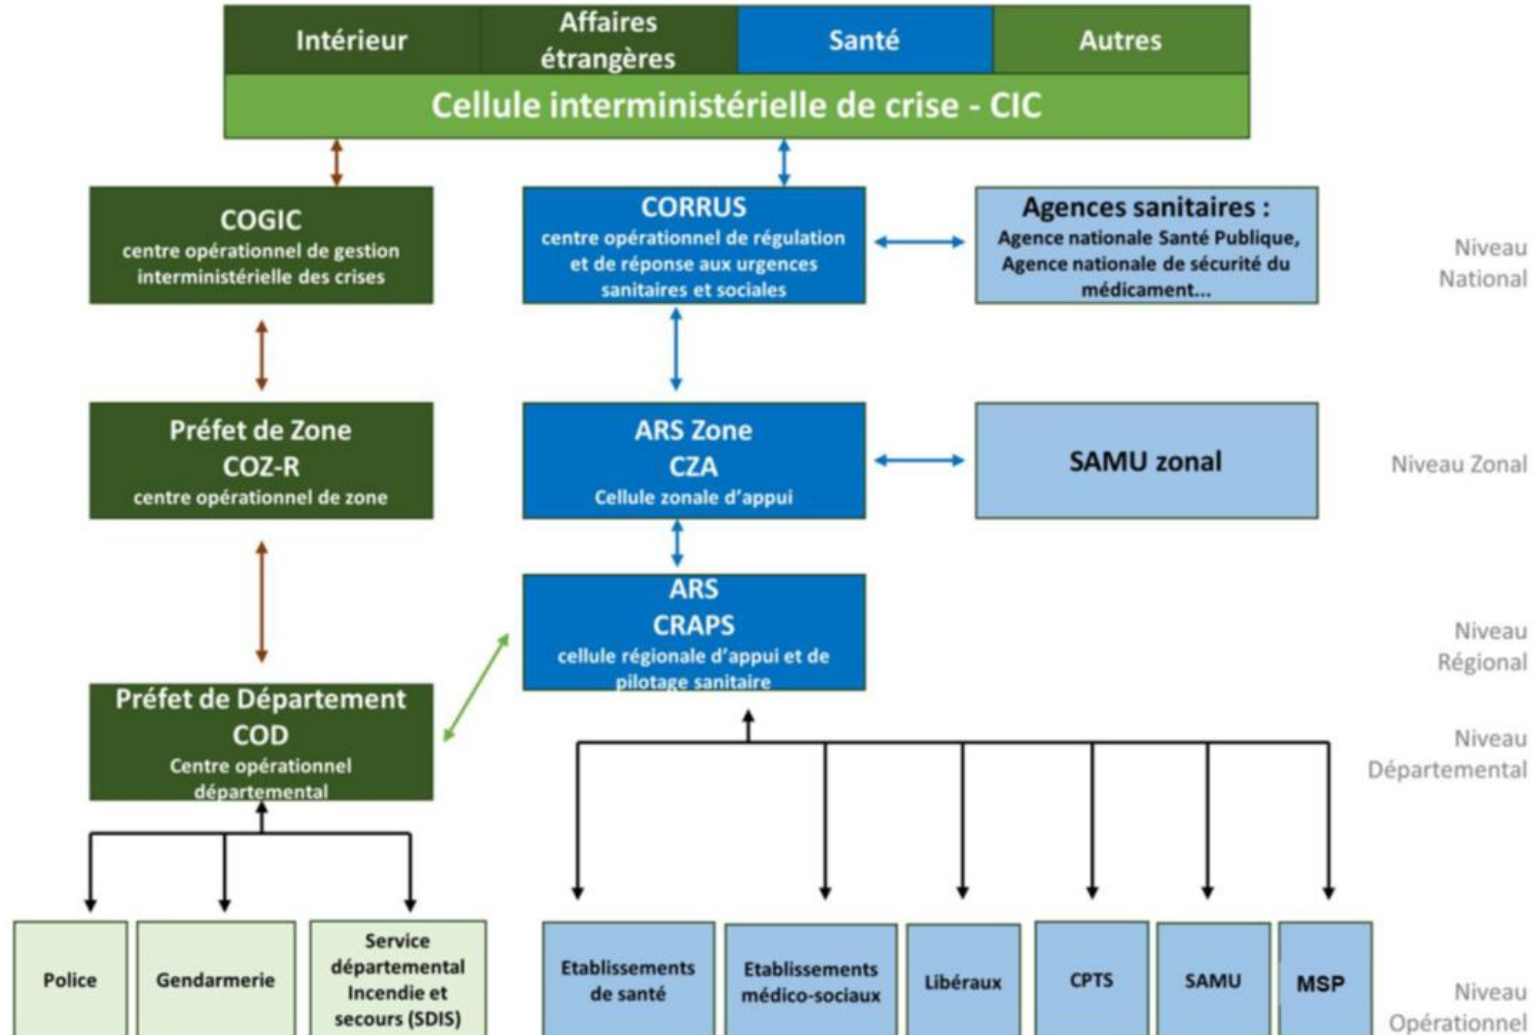 Intérieur
Affaires
étrangères
Santé
Autres
Cellule interministérielle de crise - CIC
COGIC
centre opérationnel de gestion
interministérielle des crises
CORRUS
centre opérationnel de régulation
et de réponse aux urgences
sanitaires et sociales
Agences sanitaires :
Agence nationale Santé Publique,
Agence nationale de sécurité du
médicament...
Niveau
National
Préfet de Zone
COZ-R
centre opérationnel de zone
ARS Zone
CZA
Cellule zonale d'appui
SAMU zonal
Niveau Zonal
ARS
CRAPS
cellule régionale d'appui et de
pilotage sanitaire
Niveau
Régional
Préfet de Département
COD
Centre opérationnel
départemental
Niveau
Départemental
Police
Gendarmerie
Service
départemental
Incendie et
secours (SDIS)
Etablissements
de santé
Etablissements
médico-sociaux
Libéraux
CPTS
SAMU
MSP
Niveau
Opérationnel